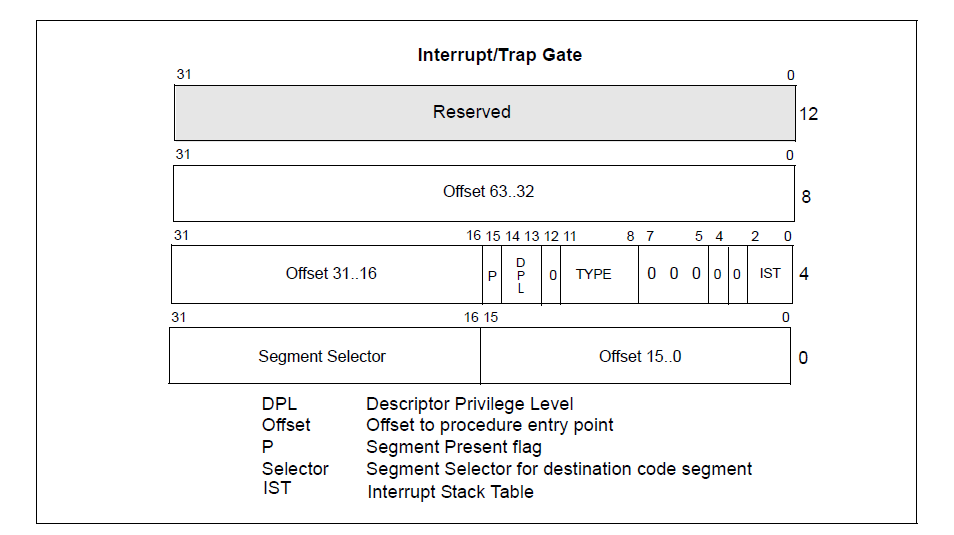 Interrupt/Trap Gate
31 0
Reserved 12
31 0
Offset 63..32 8
31 16 15 14 13 12 11 8 7 5 4 2 0
Offset 31..16 P DPL 0 TYPE 0 0 0 0 0 IST 4
31 16 15 0
Segment Selector Offset 15..0 0
DPL Descriptor Privilege Level
Offset Offset to procedure entry point
P Segment Present flag
Selector Segment Selector for destination code segment
IST Interrupt Stack Table